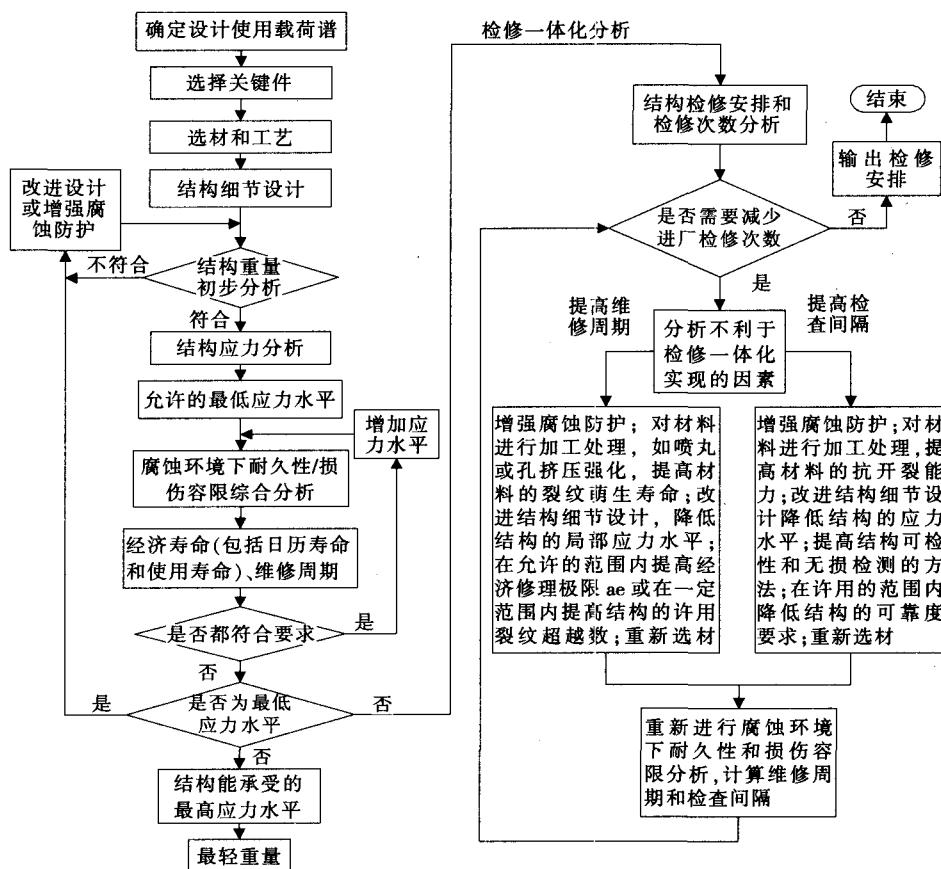 确定设计使用载荷谱
选择关键件
选材和工艺
结构细节设计
改进设计
或增强腐
蚀防护
不符合
结构重量
初步分析
符合
结构应力分析
允许的最低应力水平
增加应
力水平
腐蚀环境下耐久性/损
伤容限综合分析
经济寿命(包括日历寿命
和使用寿命)、维修周期
是否都符合要求
是
否
是
是否为最低
应力水平
否
否
结构能承受的
最高应力水平
最轻重量
检修一体化分析
结构检修安排和
检修次数分析
结束
输出检修
安排
是否需要减少
进厂检修次数
否
是
提高维
修周期
分析不利于
检修一体化
实现的因素
提高检
查间隔
增强腐蚀防护；对材料
进行加工处理，如喷丸
或孔挤压强化，提高材
料的裂纹萌生寿命；改
进结构细节设计，降低
结构的局部应力水平；
在允许的范围内提高经
济修理极限 ae 或在一定
范围内提高结构的许用
裂纹超越数；重新选材
增强腐蚀防护；对材
料进行加工处理，提
高材料的抗开裂能
力；改进结构细节设
计降低结构的应力
水平；提高结构可检
性和无损检测的方
法；在许用的范围内
降低结构的可靠度
要求；重新选材
重新进行腐蚀环境
下耐久性和损伤容
限分析，计算维修周
期和检查间隔